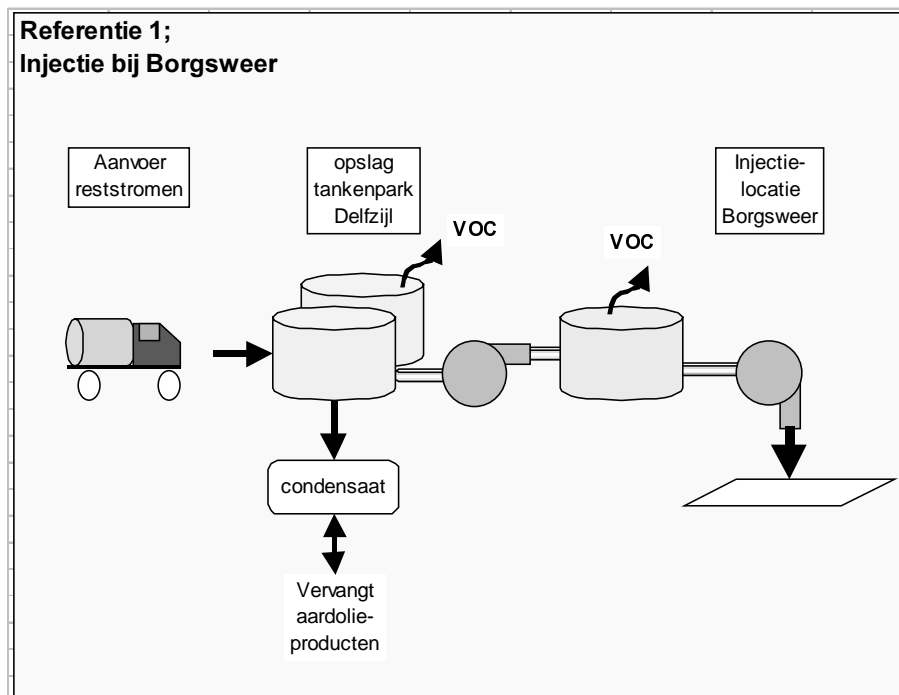 Referentie 1;
Injectie bij Borgsweer
Aanvoer
reststromen
opslag
tankenpark
Delfzijl
Injectie-
locatie
Borgsweer
VOC
VOC
condensaat
Vervangt
aardolie-
producten